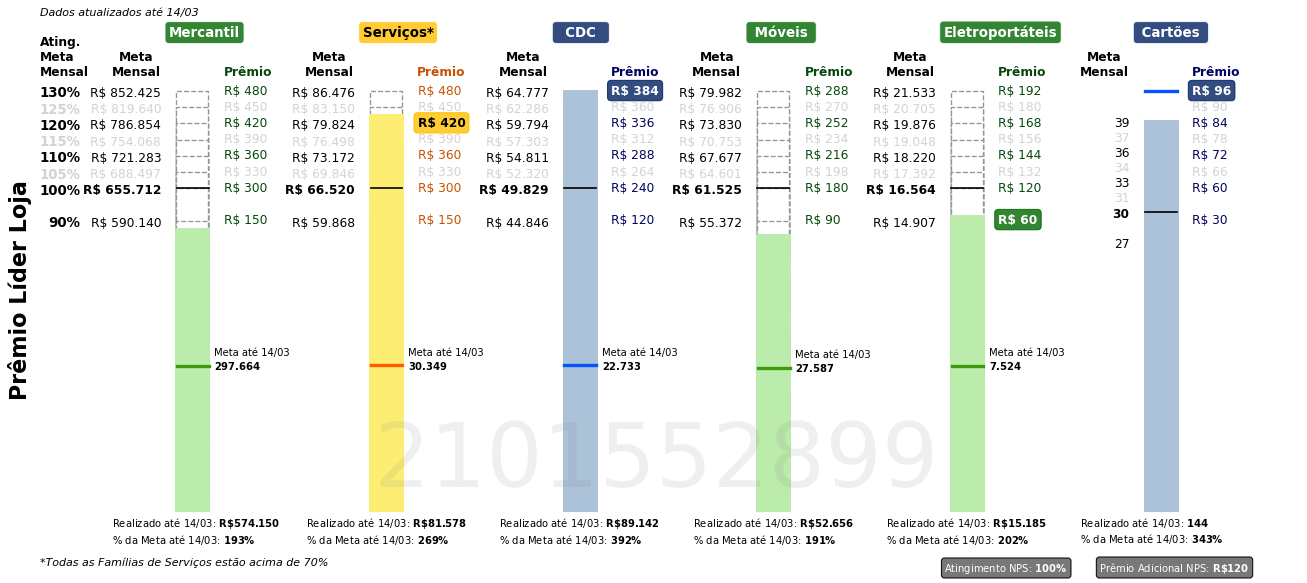 Dados atualizados até 14/03
Mercantil Serviços* CDC Móveis Eletroportáteis Cartões
Ating.
Meta Meta Meta Meta Meta Meta Meta
Mensal Mensal Prêmio Mensal Prêmio Mensal Prêmio Mensal Prêmio Mensal Prêmio Mensal Prêmio
130% R$ 852.425 R$ 480 R$ 86.476 R$ 480 R$ 64.777 R$ 384 R$ 79.982 R$ 288 R$ 21.533 R$ 192 R$ 96
125% R$ 819.640 R$ 450 R$ 83.150 R$ 450 R$ 62.286 R$ 360 R$ 76.906 R$ 270 R$ 20.705 R$ 180 R$ 90
120% R$ 786.854 R$ 420 R$ 79.824 R$ 420 R$ 59.794 R$ 336 R$ 73.830 R$ 252 R$ 19.876 R$ 168 39 R$ 84
115% R$ 754.068 R$ 390 R$ 76.498 R$ 390 R$ 57.303 R$ 312 R$ 70.753 R$ 234 R$ 19.048 R$ 156 37 R$ 78
110% R$ 721.283 R$ 360 R$ 73.172 R$ 360 R$ 54.811 R$ 288 R$ 67.677 R$ 216 R$ 18.220 R$ 144 36 R$ 72
105% R$ 688.497 R$ 330 R$ 69.846 R$ 330 R$ 52.320 R$ 264 R$ 64.601 R$ 198 R$ 17.392 R$ 132 34 R$ 66
100% R$ 655.712 R$ 300 R$ 66.520 R$ 300 R$ 49.829 R$ 240 R$ 61.525 R$ 180 R$ 16.564 R$ 120 33 R$ 60
31
30
90% R$ 590.140 R$ 150 R$ 59.868 R$ 150 R$ 44.846 R$ 120 R$ 55.372 R$ 90 R$ 14.907 R$ 60 R$ 30
27
Prêmio Líder Loja
Meta até 14/03 Meta até 14/03 Meta até 14/03 Meta até 14/03 Meta até 14/03
297.664 30.349 22.733 27.587 7.524
2101552899
Realizado até 14/03: R$574.150 Realizado até 14/03: R$81.578 Realizado até 14/03: R$89.142 Realizado até 14/03: R$52.656 Realizado até 14/03: R$15.185 Realizado até 14/03: 144
% da Meta até 14/03: 193% % da Meta até 14/03: 269% % da Meta até 14/03: 392% % da Meta até 14/03: 191% % da Meta até 14/03: 202% % da Meta até 14/03: 343%
*Todas as Famílias de Serviços estão acima de 70% Atingimento NPS: 100% Prêmio Adicional NPS: R$120